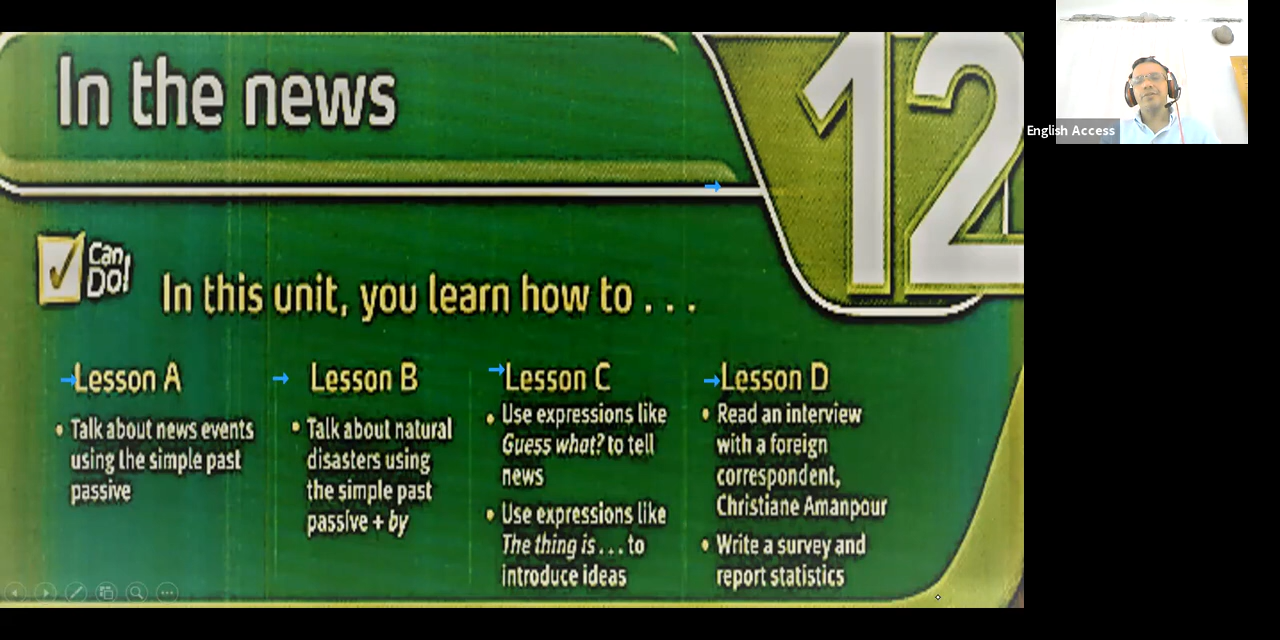 In the news
12
Can
Do!
In this unit, you learn how to . . .
Lesson A
• Talk about news events
using the simple past
passive
Lesson B
• Talk about natural
disasters using
the simple past
passive + by
Lesson C
• Use expressions like
Guess what? to tell
news
• Use expressions like
The thing is . . . to
introduce ideas
Lesson D
• Read an interview
with a foreign
correspondent,
Christiane Amanpour
• Write a survey and
report statistics
English Access